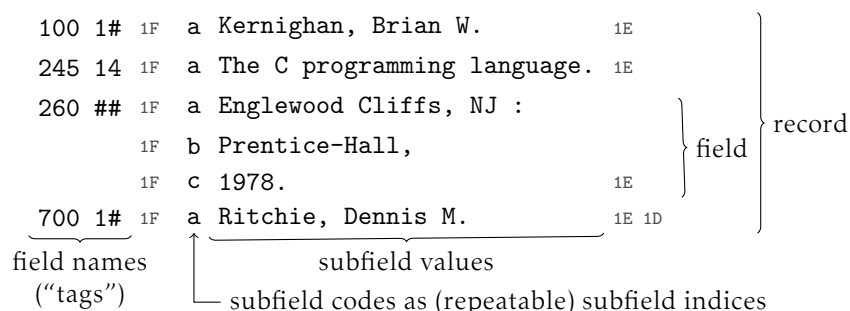 100 1# 1F a Kernighan, Brian W. 1E
245 14 1F a The C programming language. 1E
260 ## 1F a Englewood Cliffs, NJ :
1F b Prentice-Hall,
1F c 1978. 1E
700 1# 1F a Ritchie, Dennis M. 1E 1D
field
record
field names
(“tags”)
subfield values
subfield codes as (repeatable) subfield indices